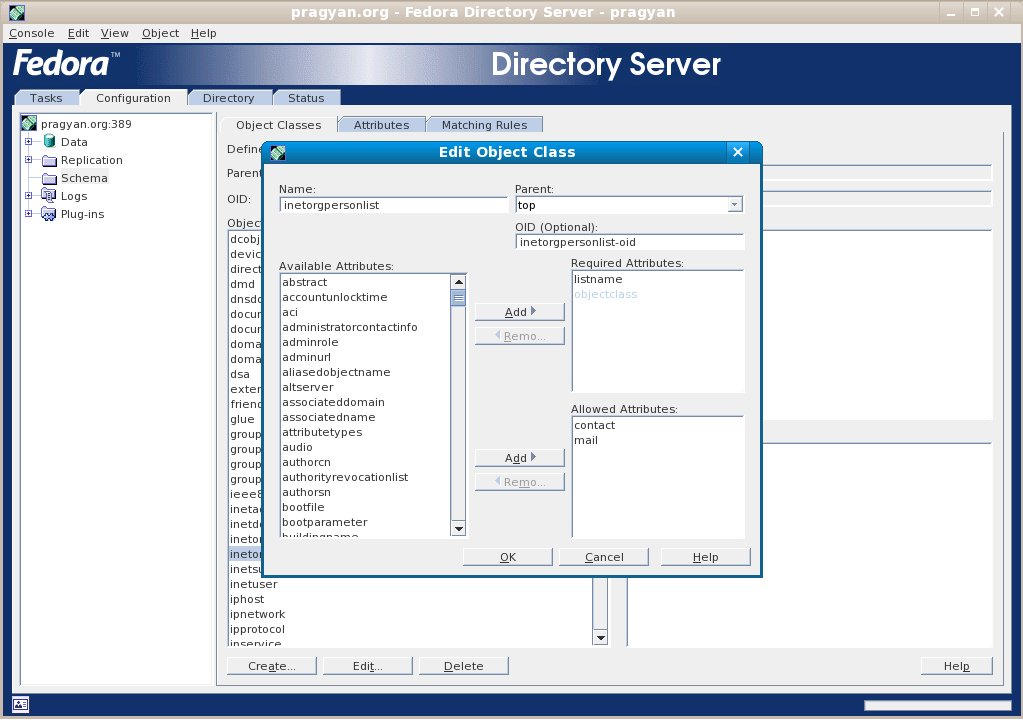 pragyan.org - Fedora Directory Server - pragyan
Console Edit View Object Help
Fedora™ Directory Server
Tasks Configuration Directory Status
pragyan.org:389
Data
Replication
Schema
Logs
Plug-ins
Object Classes Attributes Matching Rules
Define
Parent
OID:
Object
dcobj
devic
direct
dmd
dnsdo
docur
docur
doma
doma
dsa
exter
friend
glue
group
group
group
group
ieee8
inetad
inetdo
inetor
inetor
inetsu
inetuser
iphost
ipnetwork
ipprotocol
ipservice
Create... Edit... Delete Help
Edit Object Class
Name:
inetorgpersonlist
Parent:
top
OID (Optional):
inetorgpersonlist-oid
Available Attributes:
abstract
accountunlocktime
aci
administratorcontactinfo
adminrole
adminurl
aliasedobjectname
altserver
associateddomain
associatedname
attributetypes
audio
authorcn
authorityrevocationlist
authorsn
bootfile
bootparameter
buildingname
Add
Remo...
Required Attributes:
listname
objectclass
Add
Remo...
Allowed Attributes:
contact
mail
OK Cancel Help